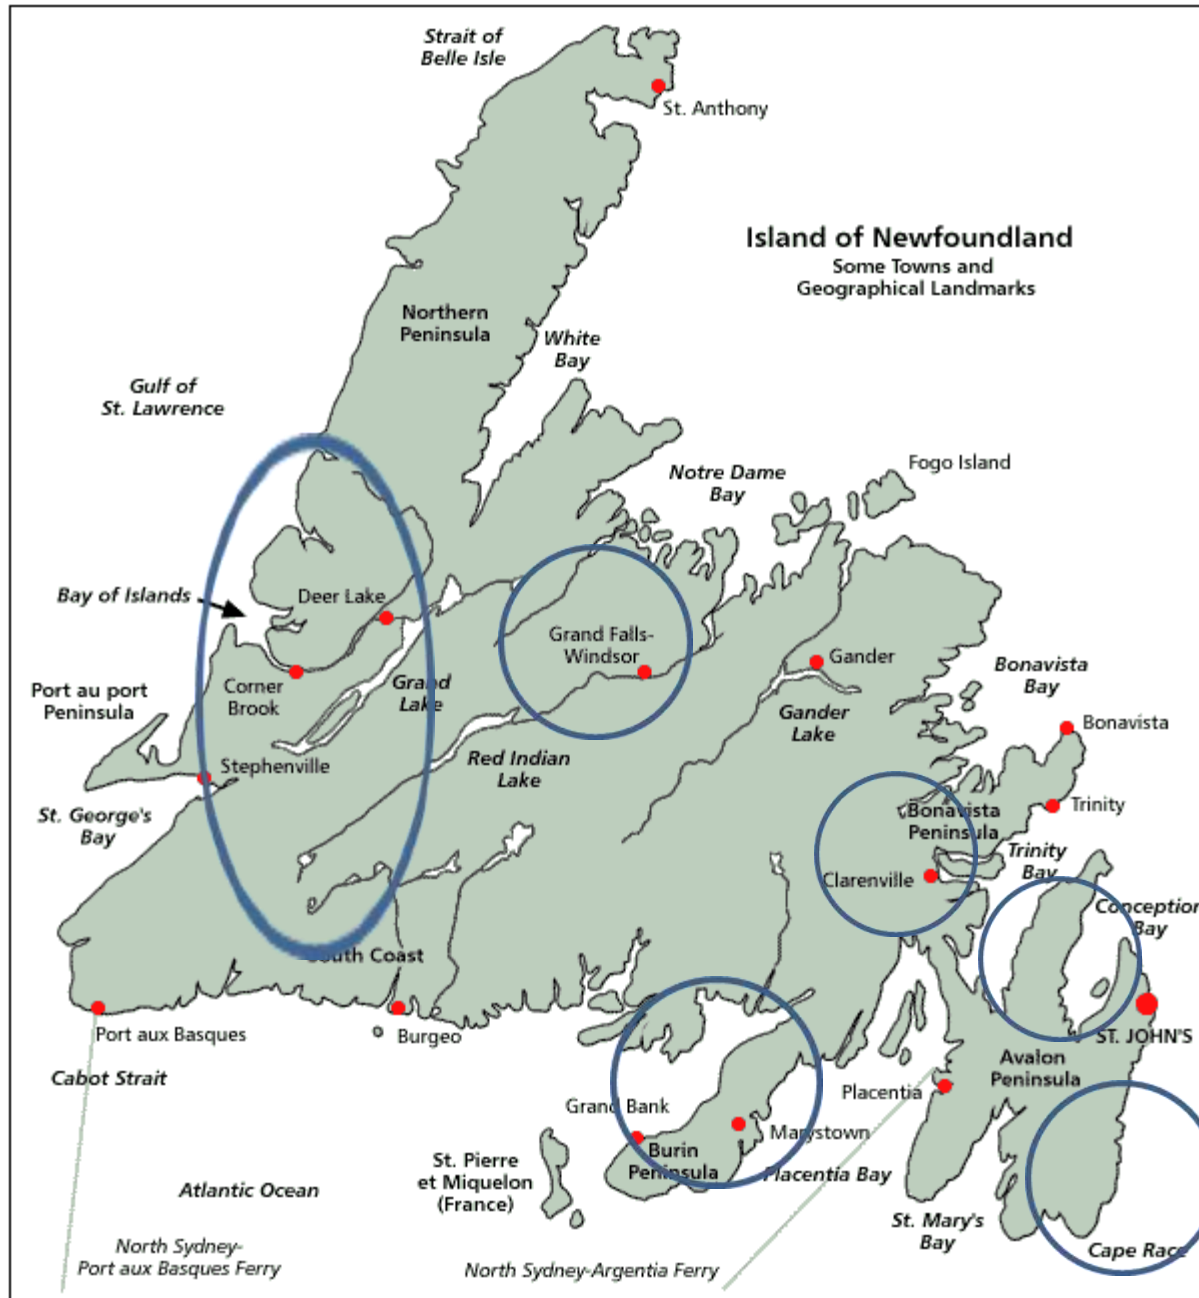 Strait of
Belle Isle
St. Anthony
Island of Newfoundland
Some Towns and
Geographical Landmarks
Northern
Peninsula
White
Bay
Gulf of
St. Lawrence
Fogo Island
Notre Dame
Bay
Bay of Islands
Deer Lake
Grand Falls-
Windsor
Gander
Bonavista
Bay
Port au port
Peninsula
Corner
Brook
Grand
Lake
Gander
Lake
Bonavista
Red Indian
Lake
Stephenville
St. George's
Bay
Bonavista
Peninsula
Trinity
Trinity
Bay
Clarenville
Conception
Bay
South Coast
Port aux Basques
Burgeo
ST. JOHN'S
Avalon
Peninsula
Cabot Strait
Placentia
Grand Bank
Marystown
Burin
Peninsula
Placentia Bay
St. Pierre
et Miquelon
(France)
Atlantic Ocean
St. Mary's
Bay
Cape Race
North Sydney-
Port aux Basques Ferry
North Sydney-Argentia Ferry